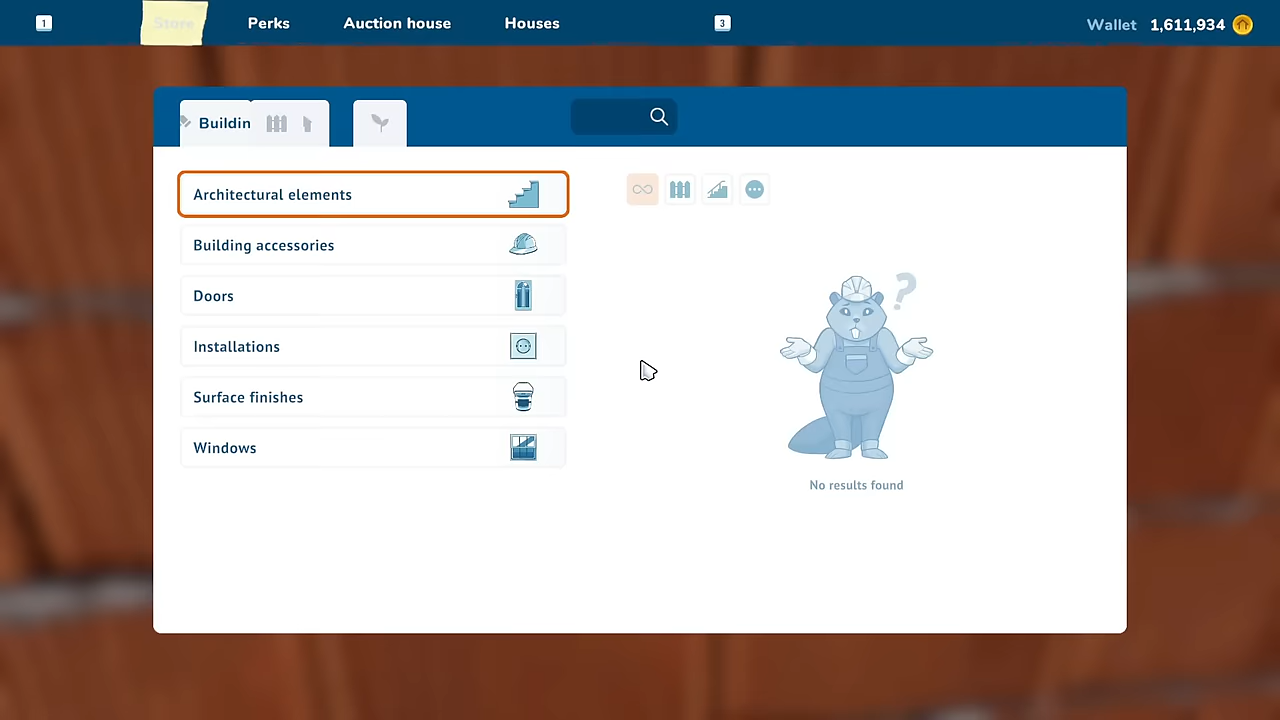 1 Store Perks Auction house Houses 3 Wallet 1,611,934
Buildin
Architectural elements
Building accessories
Doors
Installations
Surface finishes
Windows
?
No results found